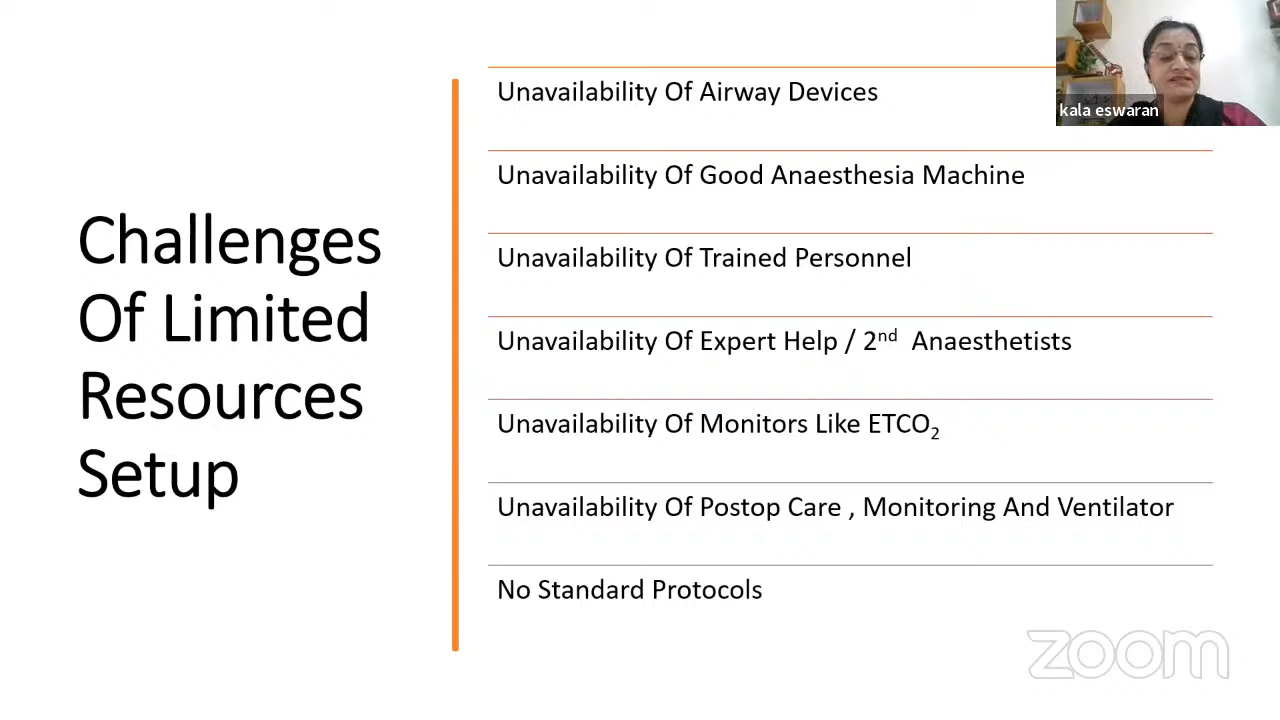 Challenges
Of Limited
Resources
Setup
Unavailability Of Airway Devices
Unavailability Of Good Anaesthesia Machine
Unavailability Of Trained Personnel
Unavailability Of Expert Help / 2nd Anaesthetists
Unavailability Of Monitors Like ETCO2
Unavailability Of Postop Care , Monitoring And Ventilator
No Standard Protocols
kala eswaran
zoom